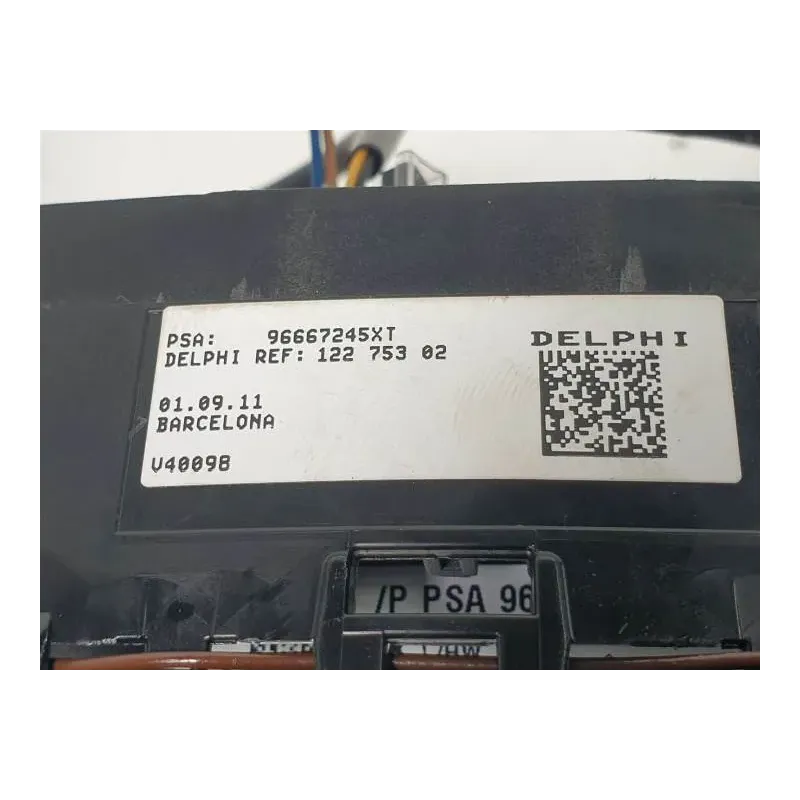 PSA: 96667245XT
DELPHI REF: 122 753 02
DELPHI
01.09.11
BARCELONA
V40098
/P PSA 96